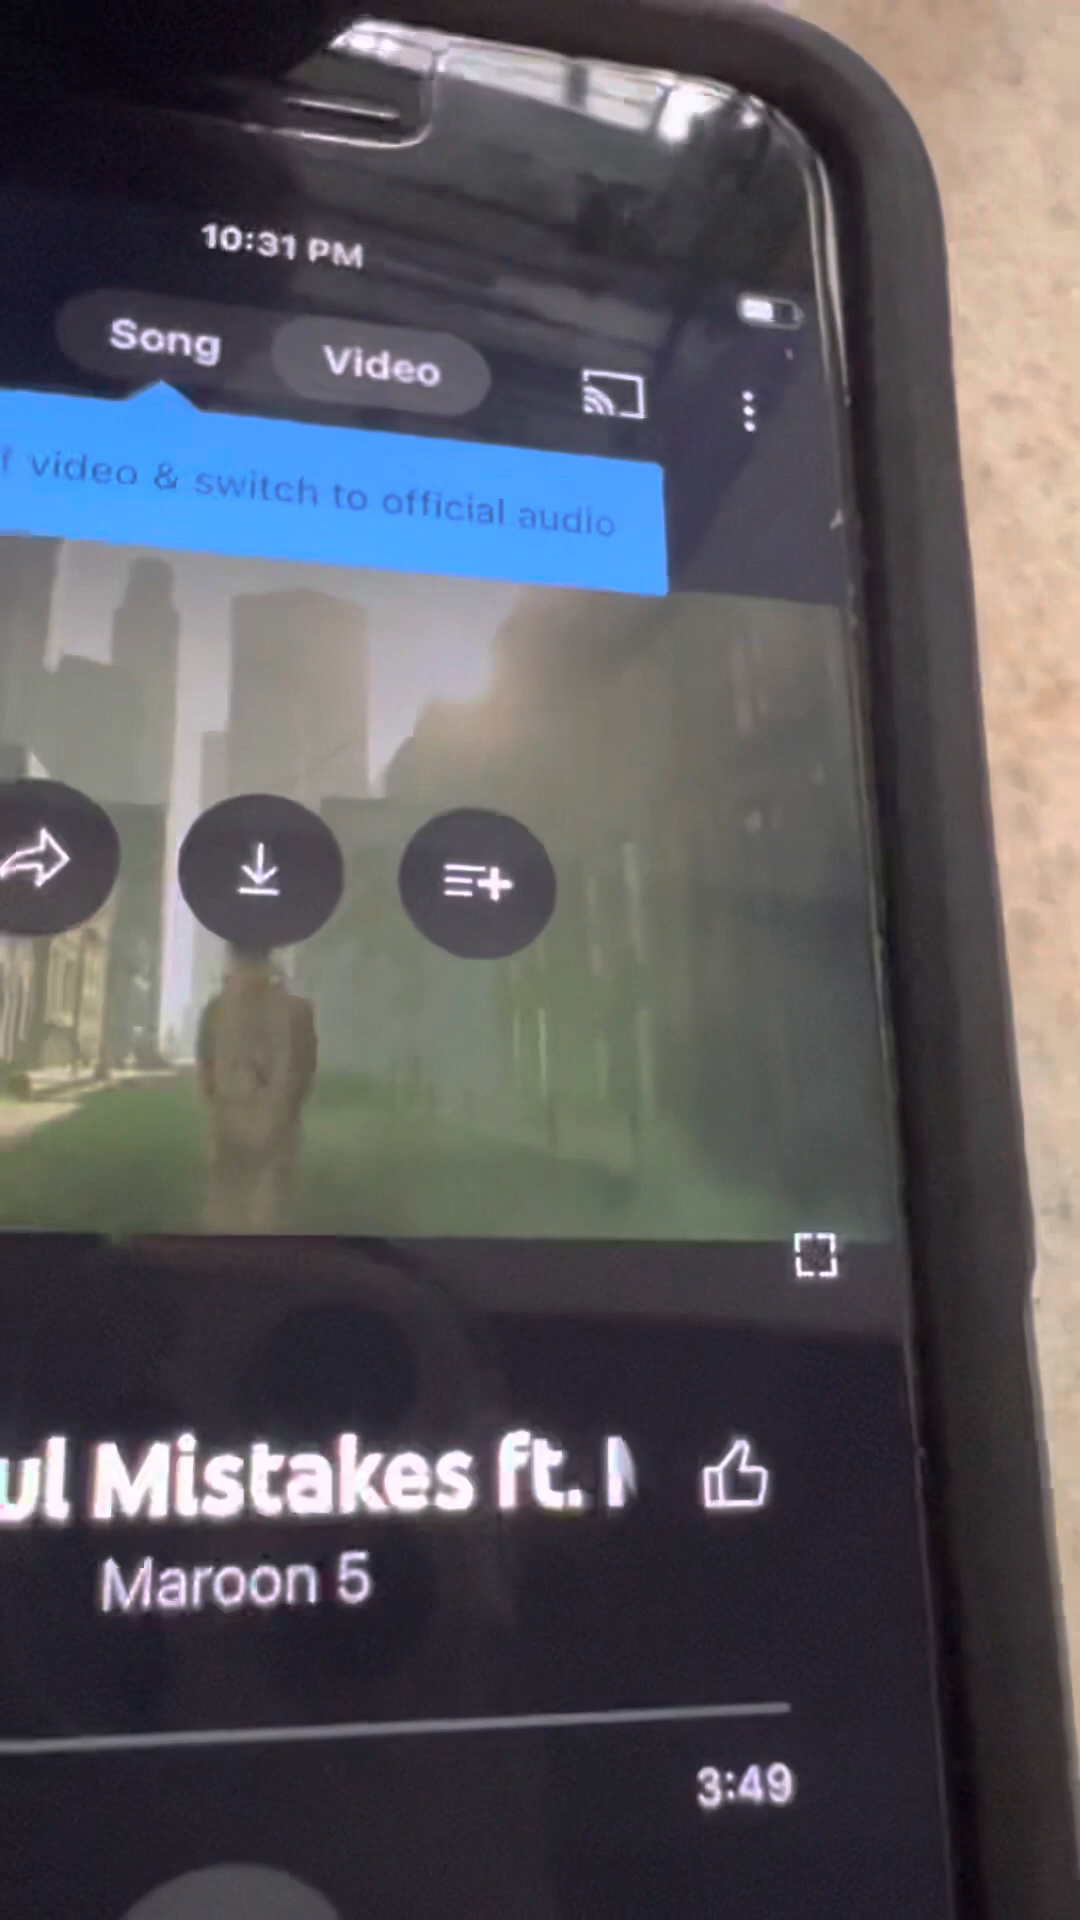 10:31 PM
Song Video
video & switch to official audio
ul Mistakes ft.
Maroon 5
3:49